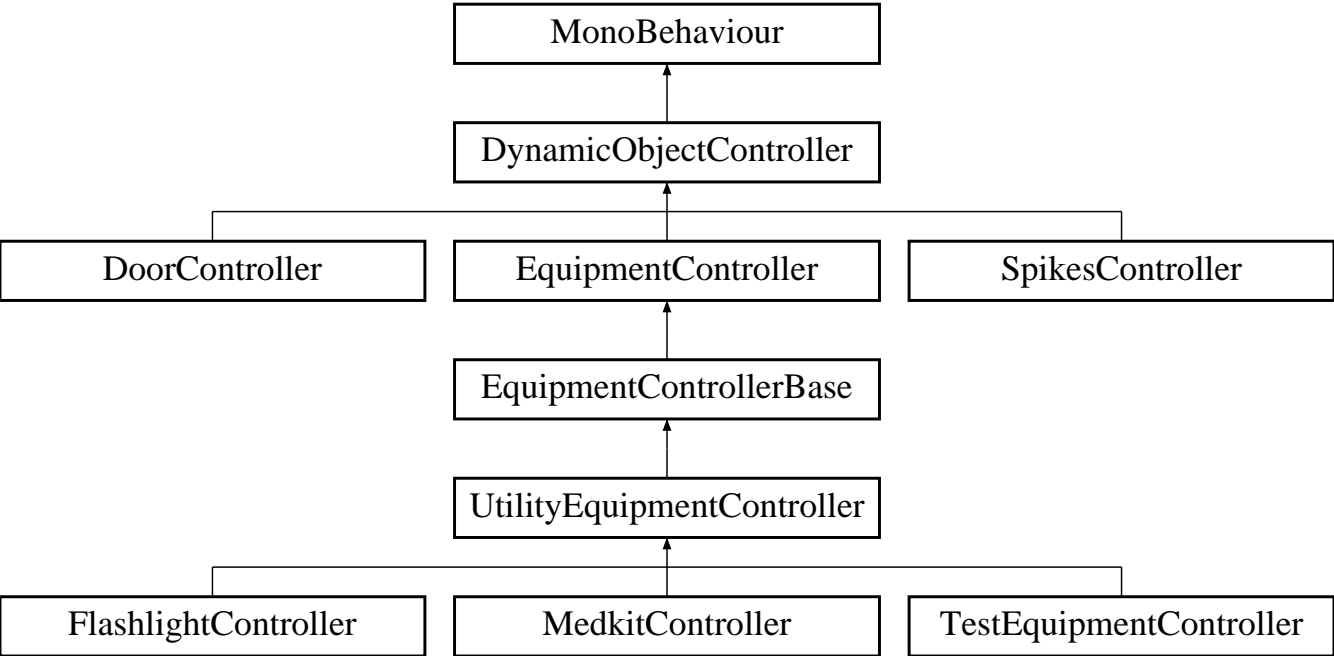 MonoBehaviour
DynamicObjectController
DoorController
EquipmentController
SpikesController
EquipmentControllerBase
UtilityEquipmentController
FlashlightController
MedkitController
TestEquipmentController